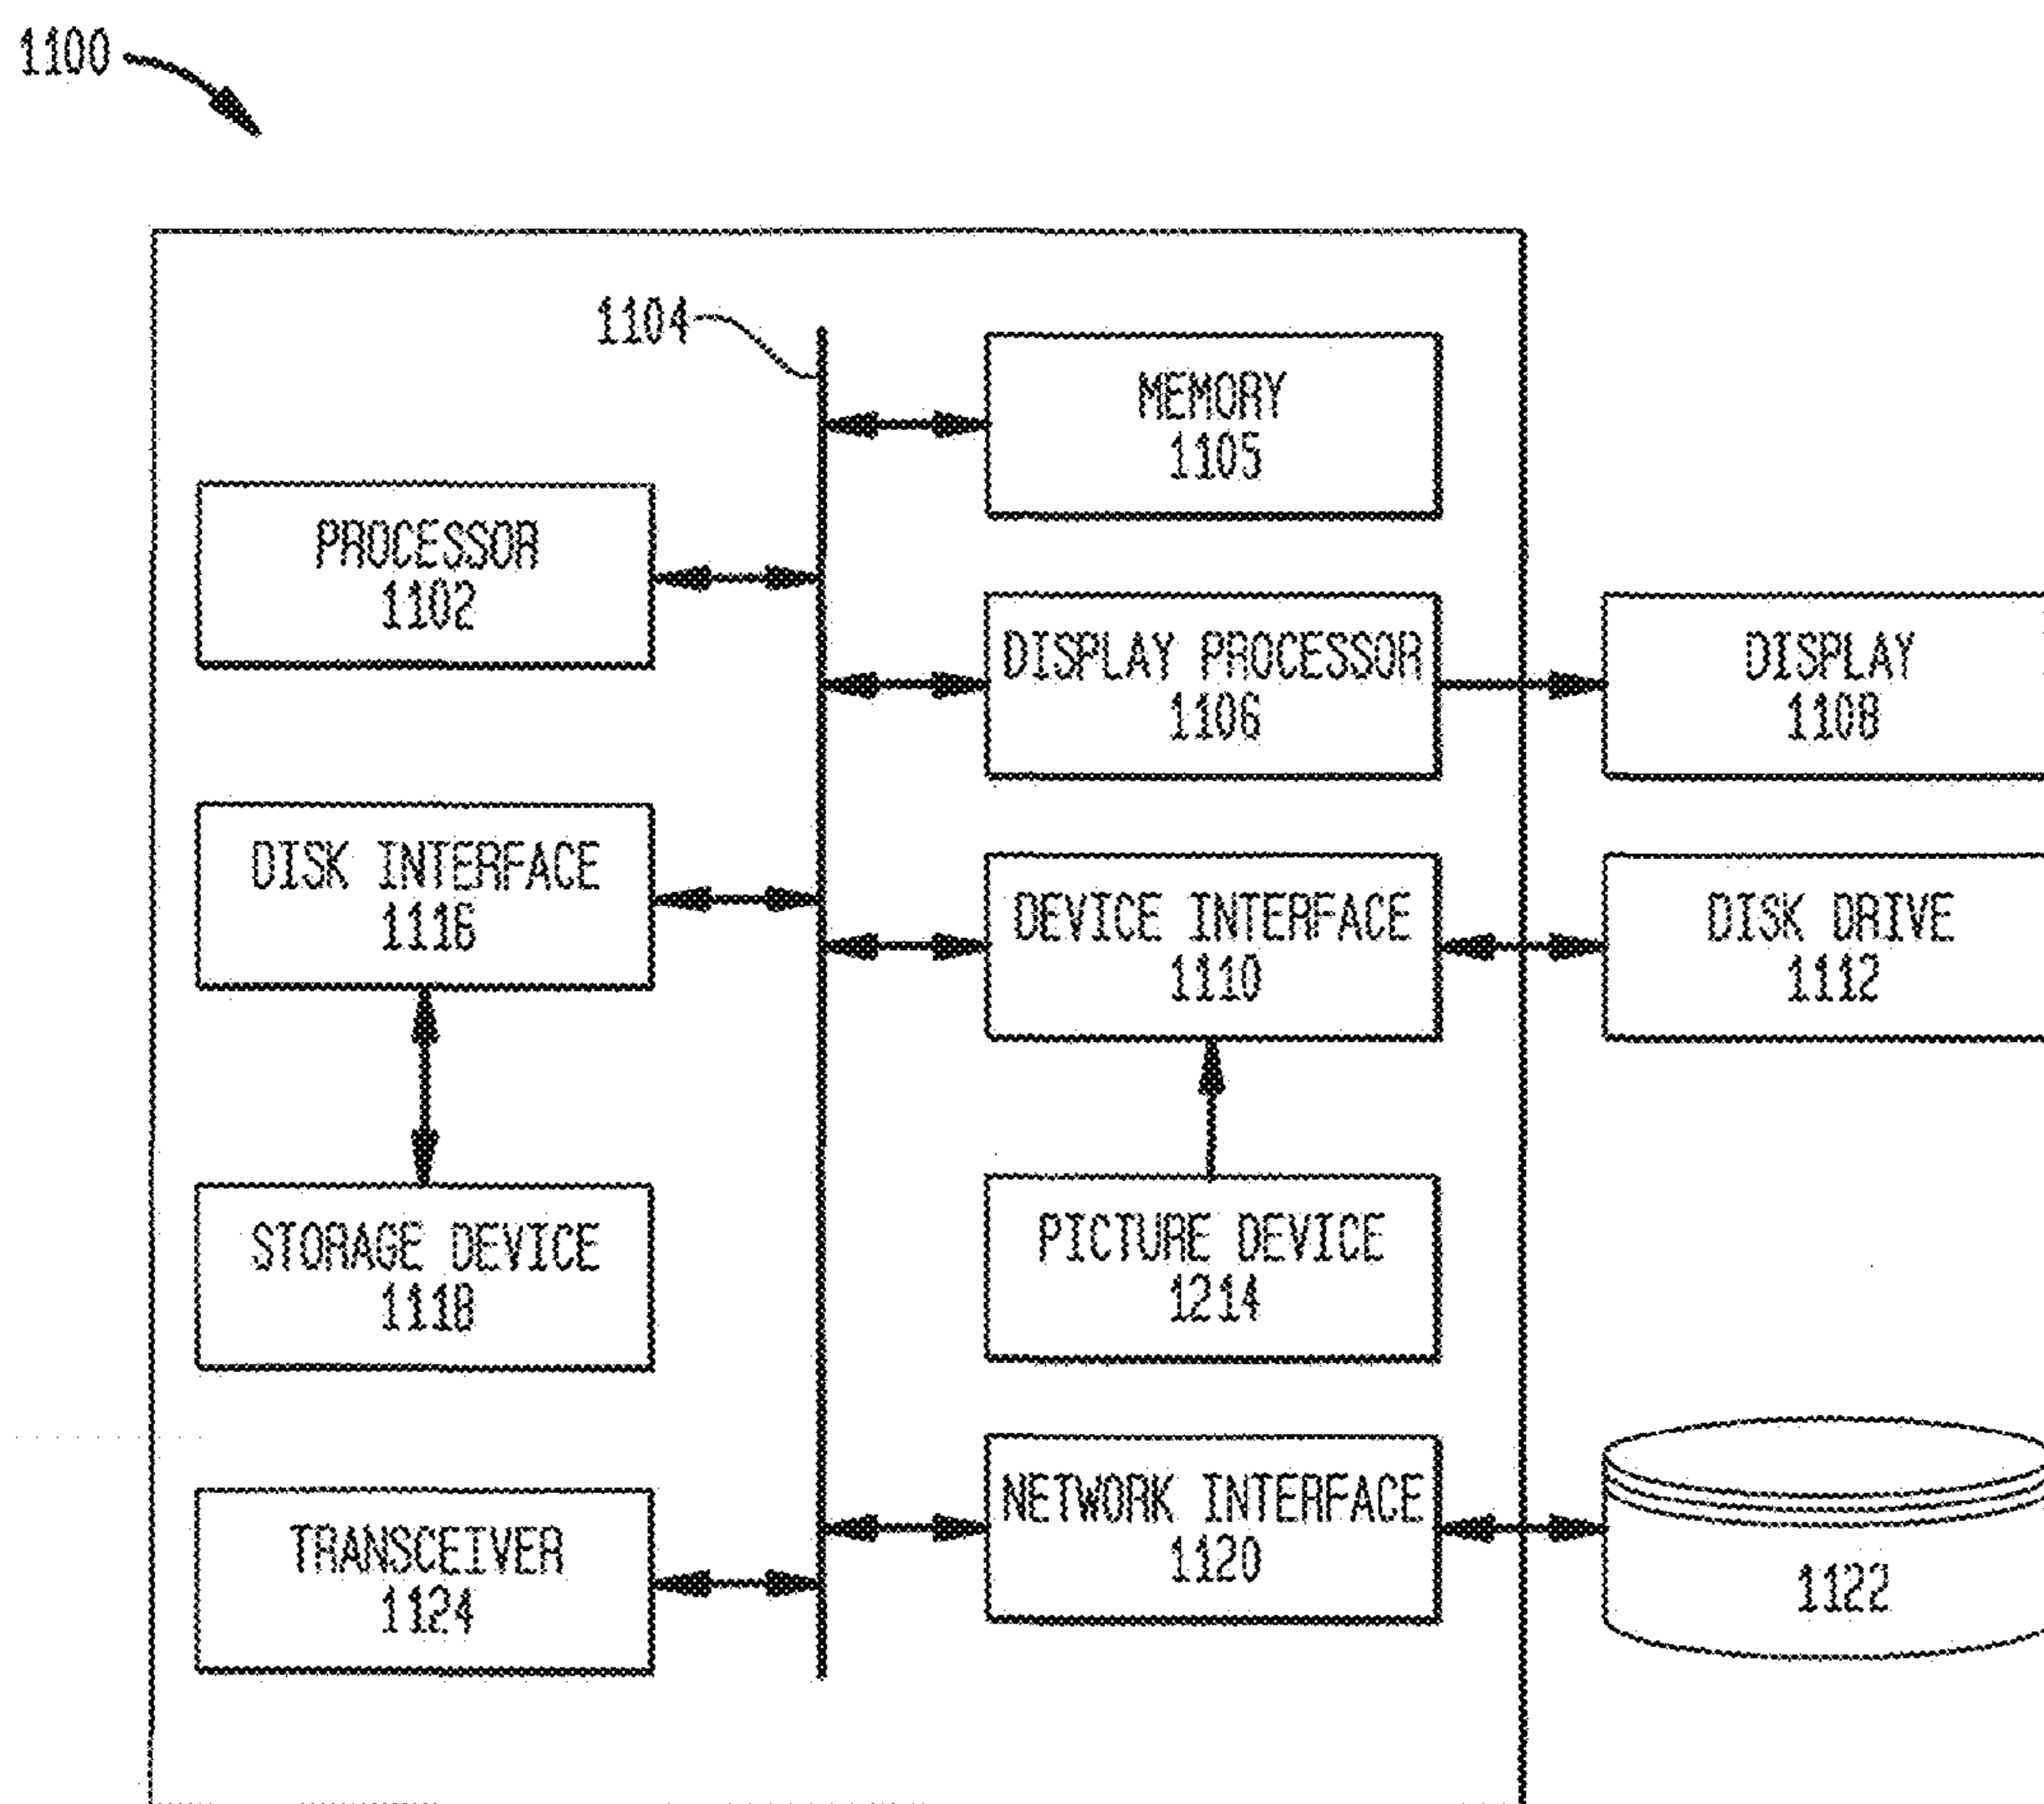 1100
1104
MEMORY
1105
PROCESSOR
1102
DISPLAY PROCESSOR
1106
DISPLAY
1108
DISK INTERFACE
1116
DEVICE INTERFACE
1110
DISK DRIVE
1112
STORAGE DEVICE
1118
PICTURE DEVICE
1214
NETWORK INTERFACE
1120
TRANSCEIVER
1124
1122